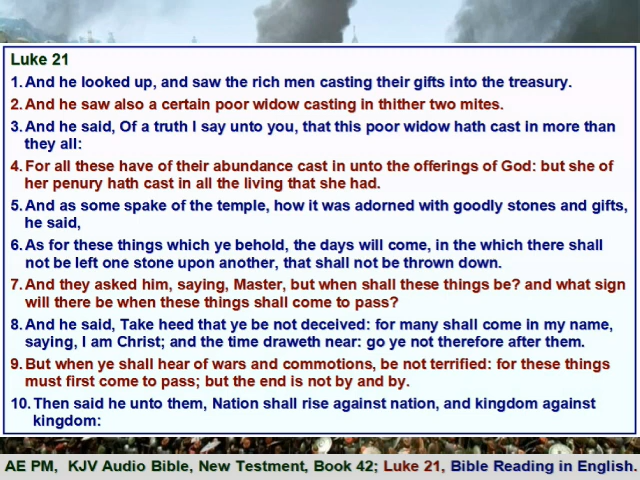 Luke 21
1. And he looked up, and saw the rich men casting their gifts into the treasury.
2. And he saw also a certain poor widow casting in thither two mites.
3. And he said, Of a truth I say unto you, that this poor widow hath cast in more than
they all:
4. For all these have of their abundance cast in unto the offerings of God: but she of
her penury hath cast in all the living that she had.
5. And as some spake of the temple, how it was adorned with goodly stones and gifts,
he said,
6. As for these things which ye behold, the days will come, in the which there shall
not be left one stone upon another, that shall not be thrown down.
7. And they asked him, saying, Master, but when shall these things be? and what sign
will there be when these things shall come to pass?
8. And he said, Take heed that ye be not deceived: for many shall come in my name,
saying, I am Christ; and the time draweth near: go ye not therefore after them.
9. But when ye shall hear of wars and commotions, be not terrified: for these things
must first come to pass; but the end is not by and by.
10. Then said he unto them, Nation shall rise against nation, and kingdom against
kingdom:
AE PM, KJV Audio Bible, New Testment, Book 42; Luke 21, Bible Reading in English.